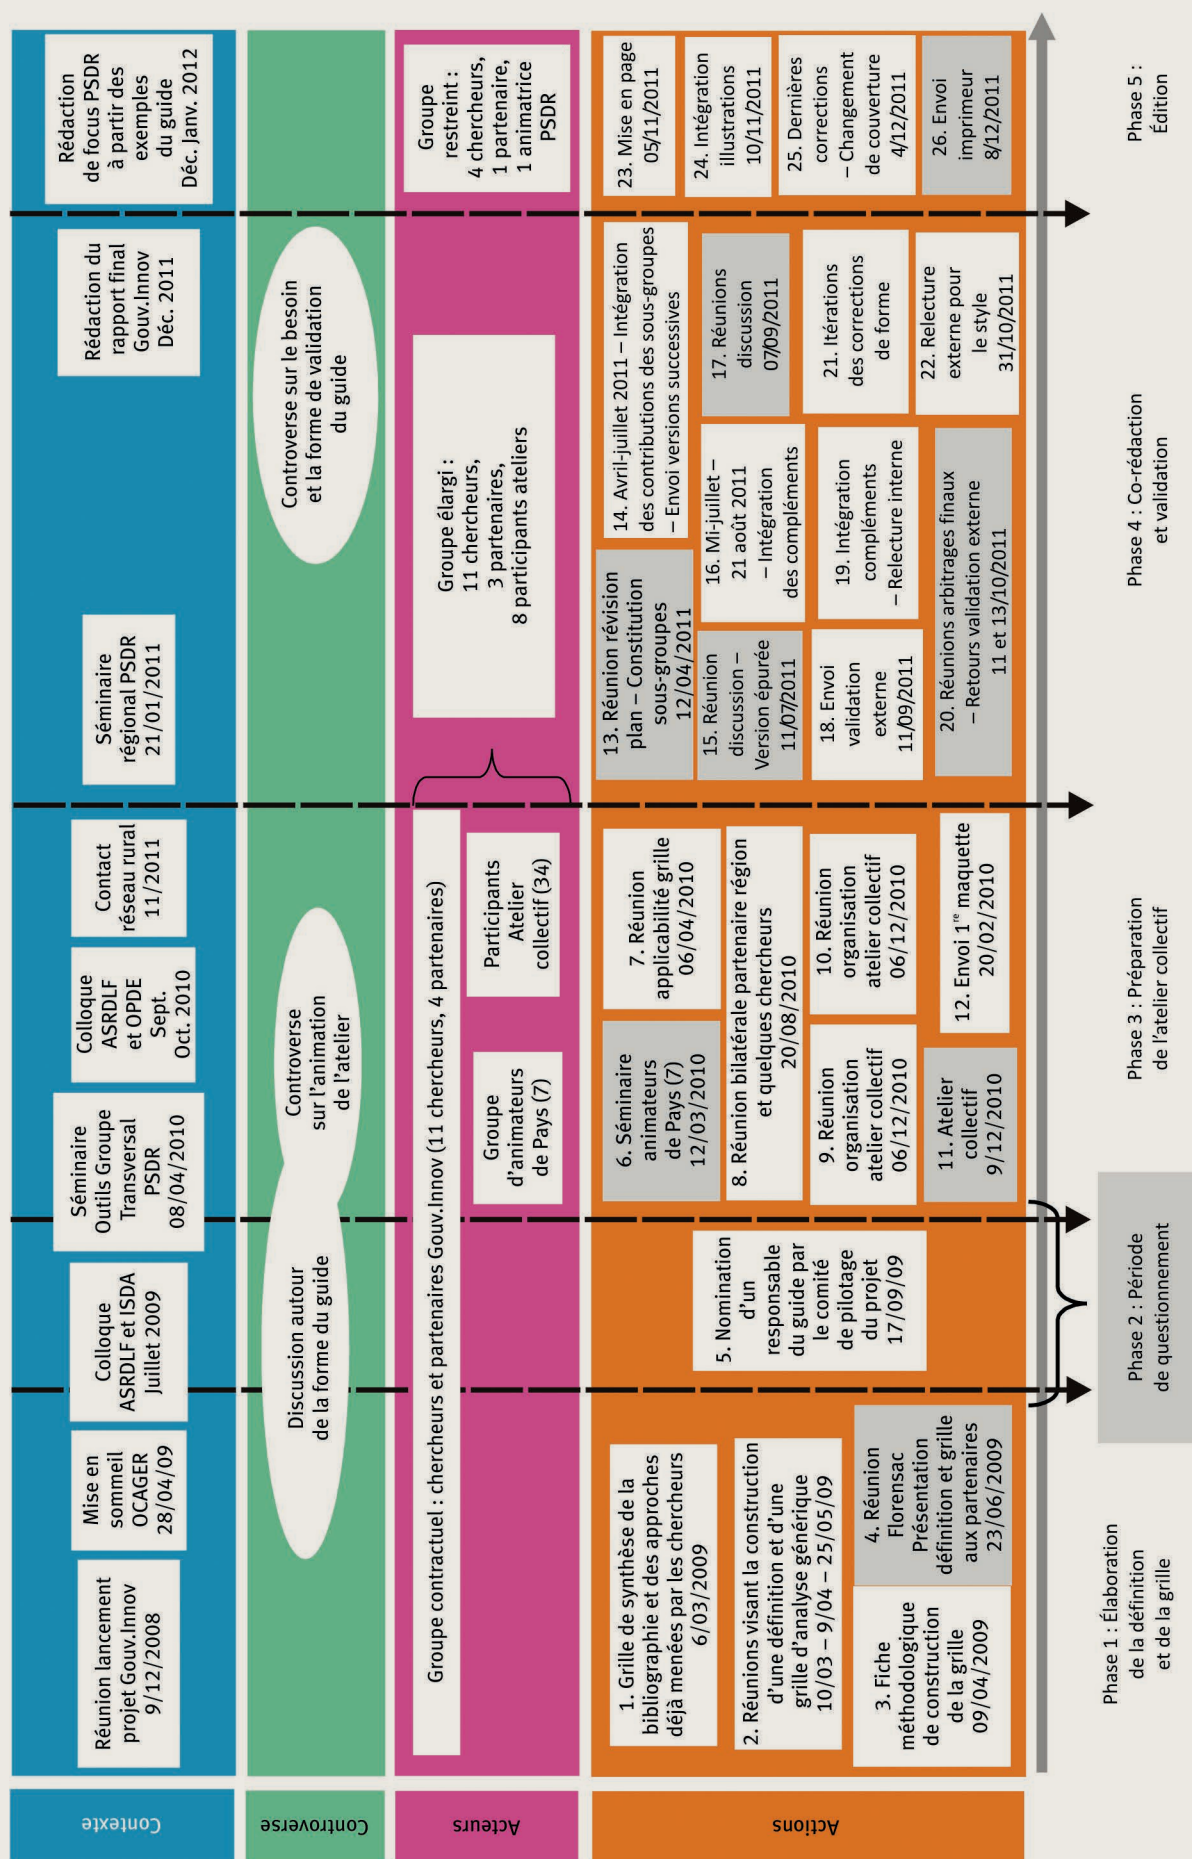 Contexte
Réunion lancement
projet Gouv.Innov
9/12/2008
Mise en
sommeil
OCAGER
28/04/09
Colloque
ASRDLF et ISDA
Juillet 2009
Séminaire
Outils Groupe
Transversal
PSDR
08/04/2010
Colloque
ASRDLF
et OPDE
Sept.
Oct. 2010
Contact
réseau rural
11/2011
Séminaire
régional PSDR
21/01/2011
Rédaction du
rapport final
Gouv.Innov
Déc. 2011
Rédaction
de focus PSDR
à partir des
exemples
du guide
Déc. Janv. 2012
Controverse
Discussion autour
de la forme du guide
Controverse
sur l'animation
de l'atelier
Controverse sur le besoin
et la forme de validation
du guide
Acteurs
Groupe contractuel : chercheurs et partenaires Gouv.Innov (11 chercheurs, 4 partenaires)
Groupe
d'animateurs
de Pays (7)
Participants
Atelier
collectif (34)
Groupe élargi :
11 chercheurs,
3 partenaires,
8 participants ateliers
Groupe
restreint :
4 chercheurs,
1 partenaire,
1 animatrice
PSDR
Actions
1. Grille de synthèse de la
bibliographie et des approches
déjà menées par les chercheurs
6/03/2009
2. Réunions visant la construction
d'une définition et d'une
grille d'analyse générique
10/03 – 9/04 – 25/05/09
3. Fiche
méthodologique
de construction
de la grille
09/04/2009
4. Réunion
Florensac
Présentation
définition et grille
aux partenaires
23/06/2009
5. Nomination
d'un
responsable
du guide par
le comité
de pilotage
du projet
17/09/09
6. Séminaire
animateurs
de Pays (7)
12/03/2010
7. Réunion
applicabilité grille
06/04/2010
8. Réunion bilatérale partenaire région
et quelques chercheurs
20/08/2010
9. Réunion
organisation
atelier collectif
06/12/2010
10. Réunion
organisation
atelier collectif
06/12/2010
11. Atelier
collectif
9/12/2010
12. Envoi 1re maquette
20/02/2010
13. Réunion révision
plan – Constitution
sous-groupes
12/04/2011
14. Avril-juillet 2011 – Intégration
des contributions des sous-groupes
– Envoi versions successives
15. Réunion
discussion –
Version épurée
11/07/2011
16. Mi-juillet –
21 août 2011
– Intégration
des compléments
17. Réunions
discussion
07/09/2011
18. Envoi
validation
externe
11/09/2011
19. Intégration
compléments
– Relecture interne
20. Réunions arbitrages finaux
– Retours validation externe
11 et 13/10/2011
21. Itérations
des corrections
de forme
22. Relecture
externe pour
le style
31/10/2011
23. Mise en page
05/11/2011
24. Intégration
illustrations
10/11/2011
25. Dernières
corrections
– Changement
de couverture
4/12/2011
26. Envoi
imprimeur
8/12/2011
Phase 1 : Élaboration
de la définition
et de la grille
Phase 2 : Période
de questionnement
Phase 3 : Préparation
de l'atelier collectif
Phase 4 : Co-rédaction
et validation
Phase 5 :
Édition